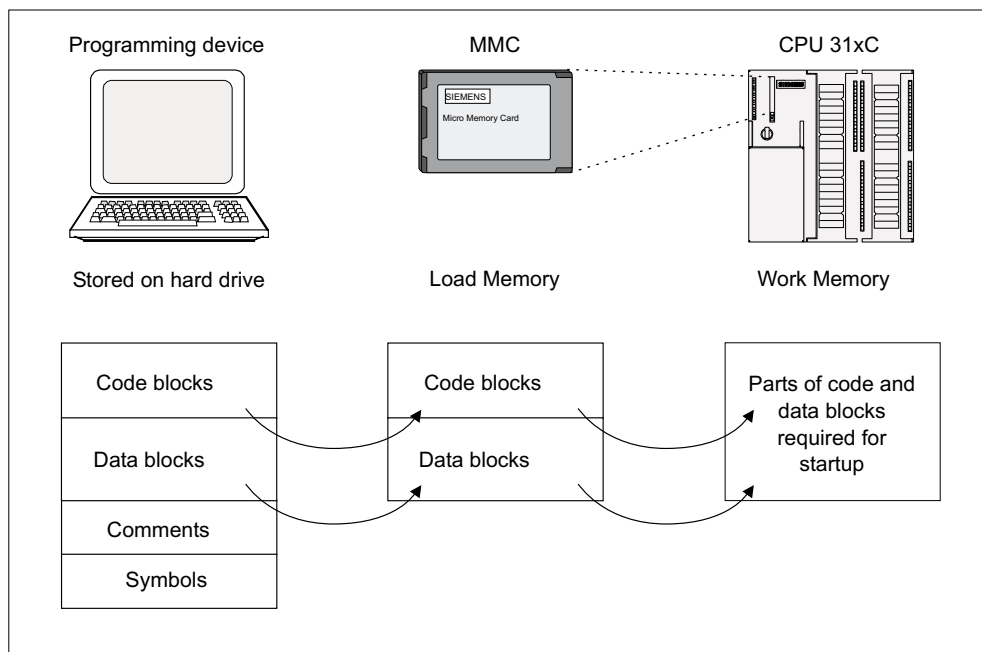 Programming device
MMC
CPU 31xC
SIEMENS
Micro Memory Card
SIEMENS
Stored on hard drive
Load Memory
Work Memory
Code blocks
Data blocks
Comments
Symbols
Code blocks
Data blocks
Parts of code and
data blocks
required for
startup